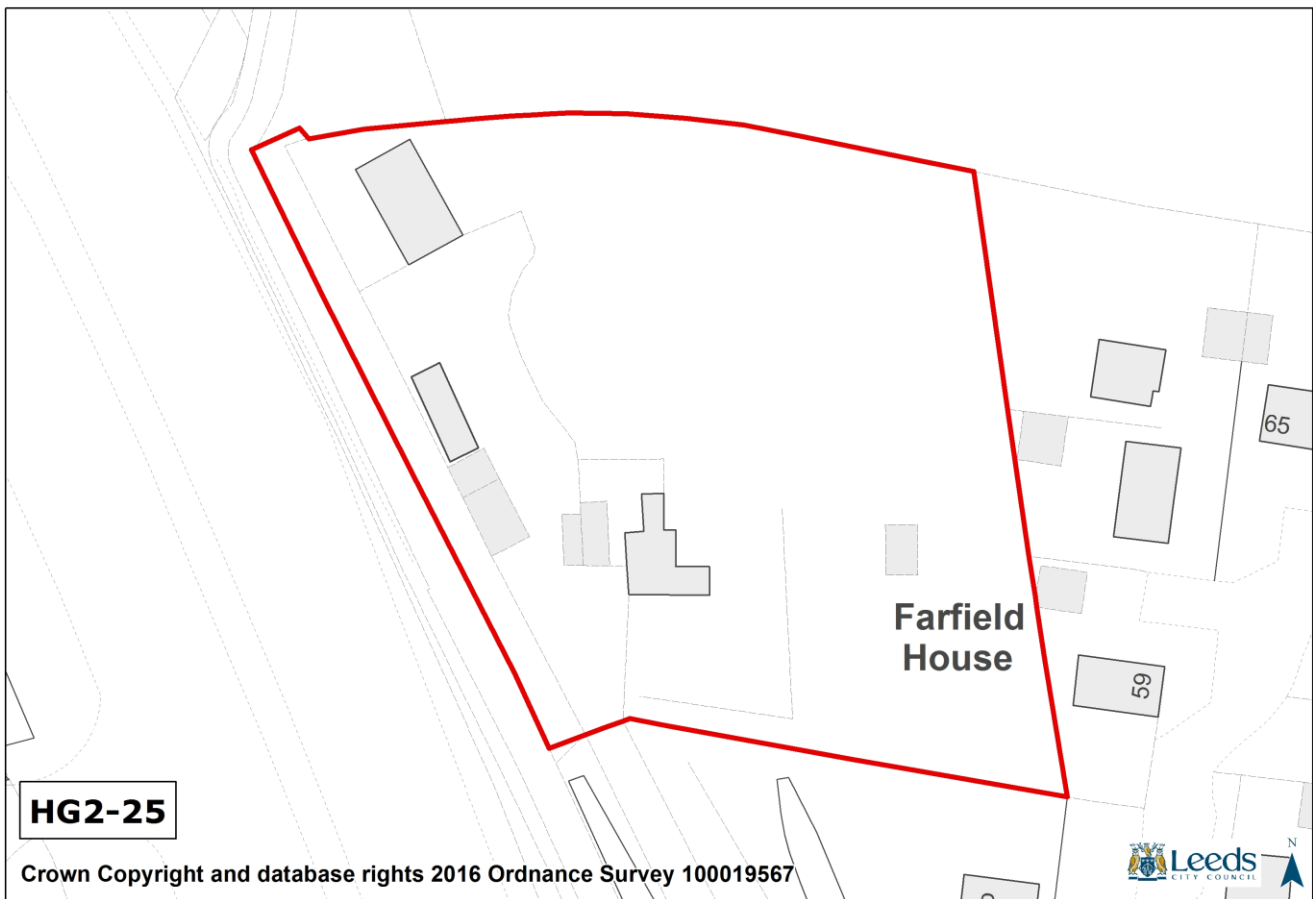 65
Farfield
House
59
HG2-25
Crown Copyright and database rights 2016 Ordnance Survey 100019567
Leeds
CITY COUNCIL
N